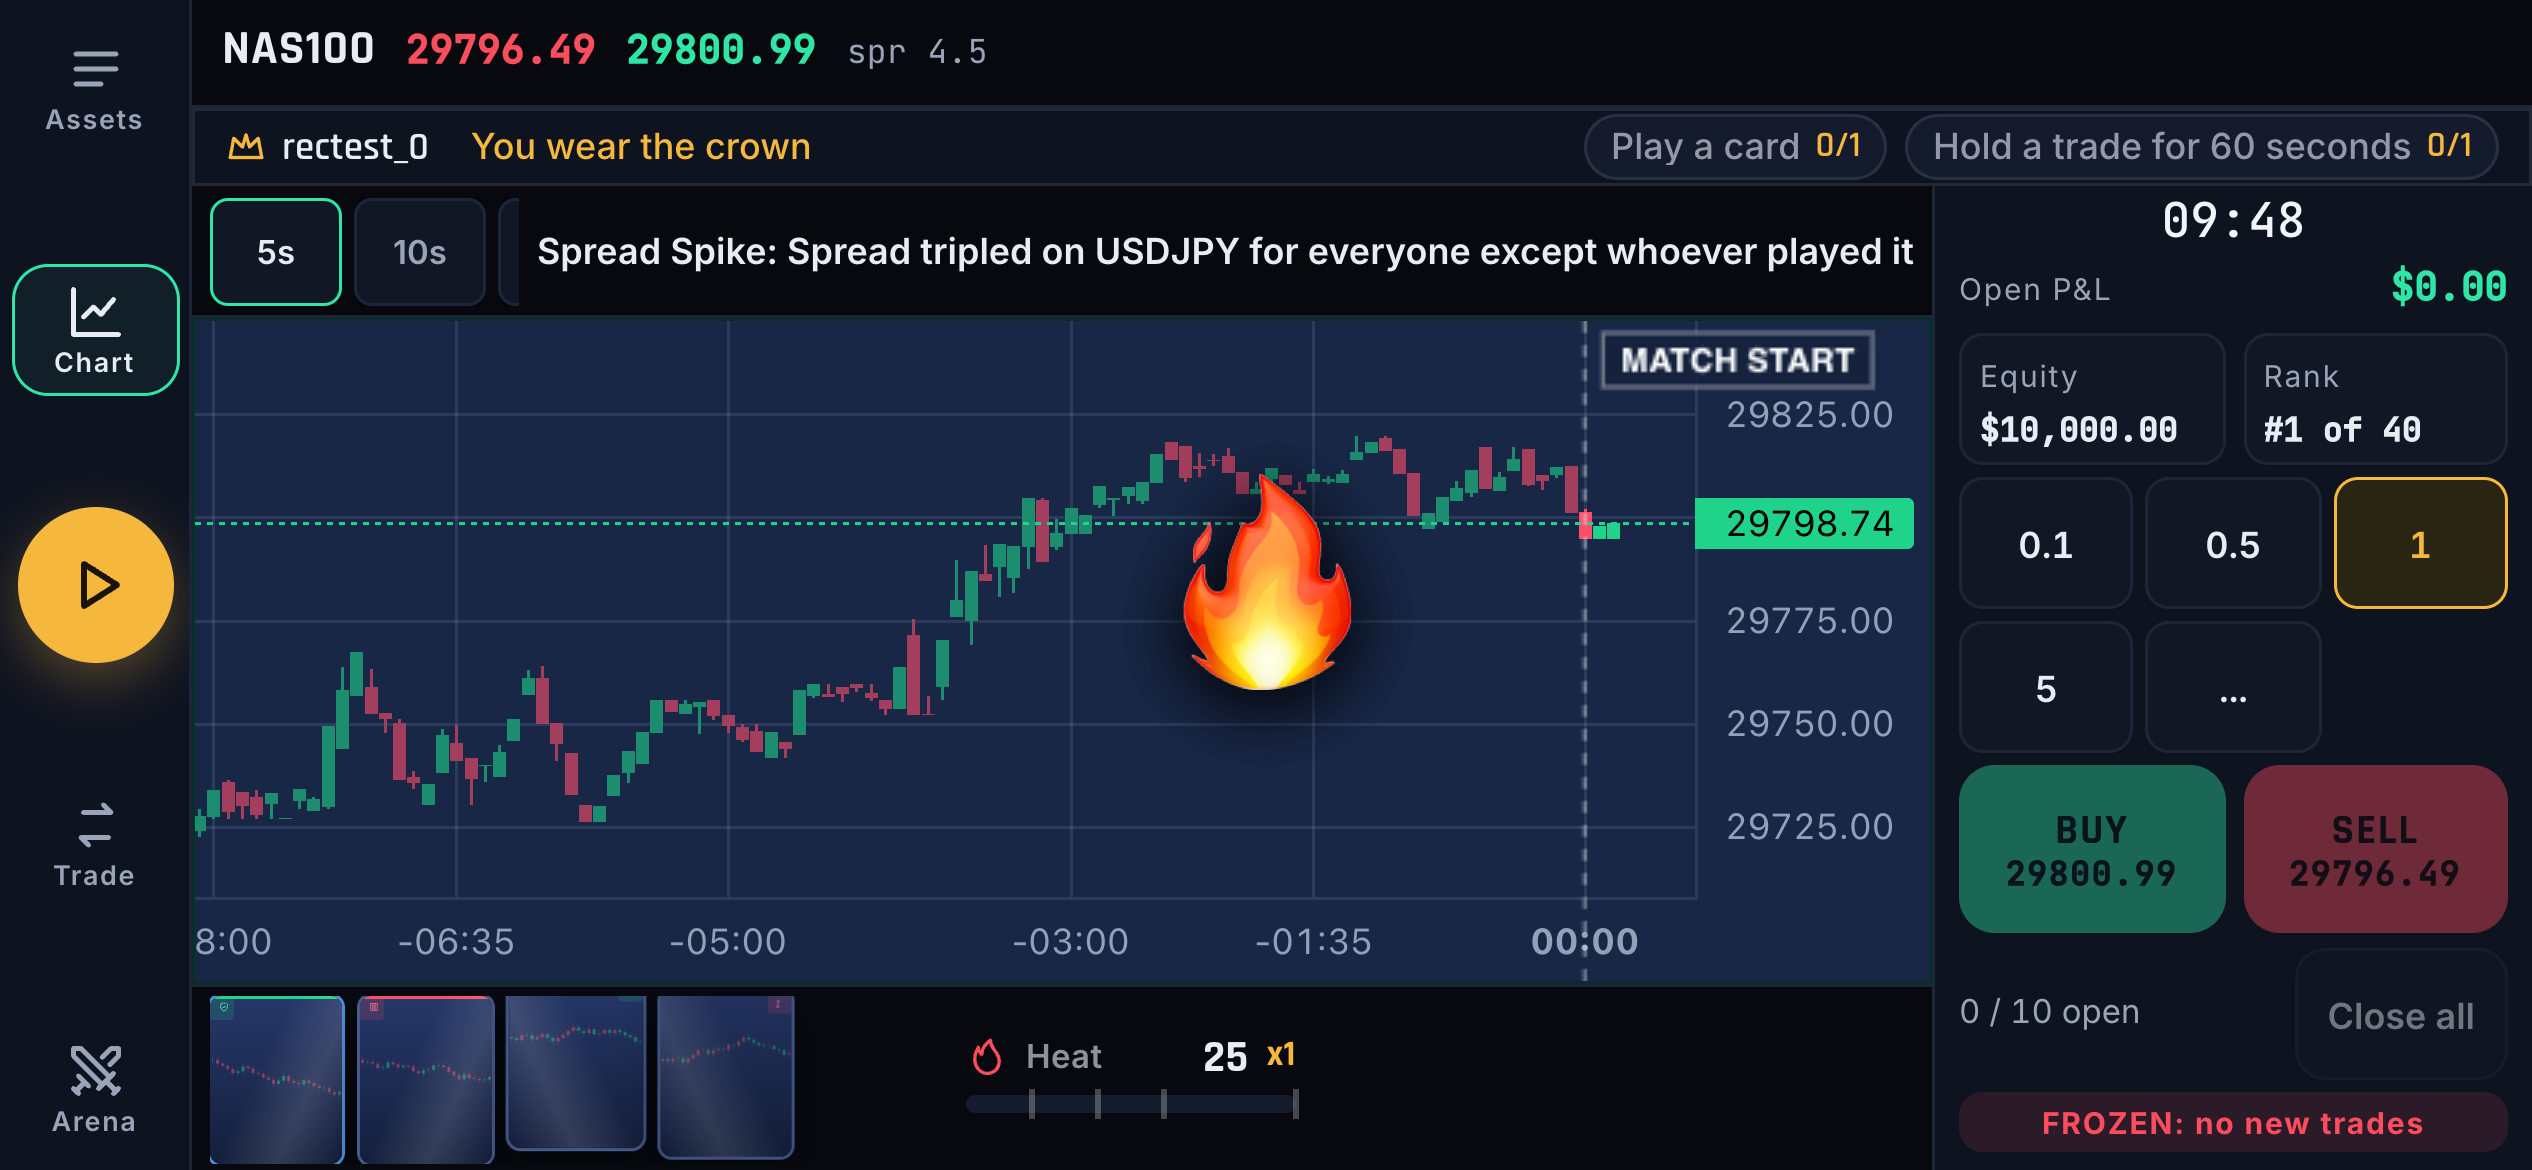 Assets
Chart
Trade
Arena
NAS100 29796.49 29800.99 spr 4.5
rectest_0 You wear the crown
Play a card 0/1
Hold a trade for 60 seconds 0/1
5s
10s
Spread Spike: Spread tripled on USDJPY for everyone except whoever played it
MATCH START
29825.00
29798.74
29775.00
29750.00
29725.00
8:00
-06:35
-05:00
-03:00
-01:35
00:00
Heat 25 x1
09:48
Open P&L $0.00
Equity
$10,000.00
Rank
#1 of 40
0.1
0.5
1
5
...
BUY
29800.99
SELL
29796.49
0 / 10 open
Close all
FROZEN: no new trades